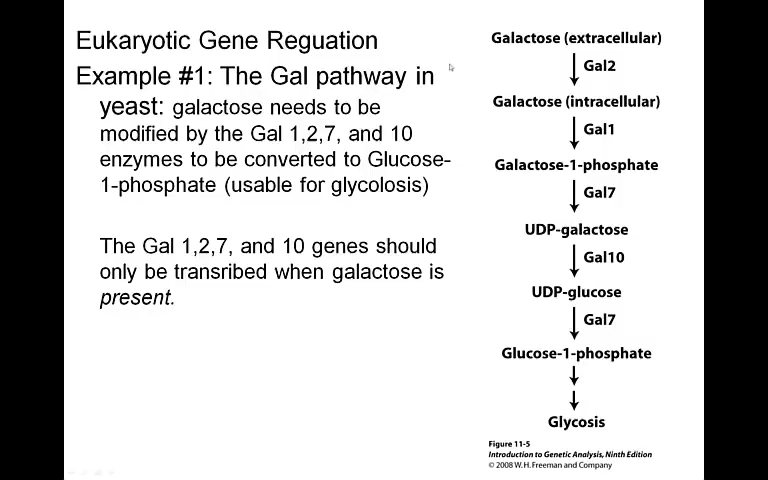 Eukaryotic Gene Reguation
Example #1: The Gal pathway in
yeast: galactose needs to be
modified by the Gal 1,2,7, and 10
enzymes to be converted to Glucose-
1-phosphate (usable for glycolosis)
The Gal 1,2,7, and 10 genes should
only be transribed when galactose is
present.
Galactose (extracellular)
Gal2
Galactose (intracellular)
Gal1
Galactose-1-phosphate
Gal7
UDP-galactose
Gal10
UDP-glucose
Gal7
Glucose-1-phosphate
Glycosis
Figure 11-5
Introduction to Genetic Analysis, Ninth Edition
© 2008 W. H. Freeman and Company